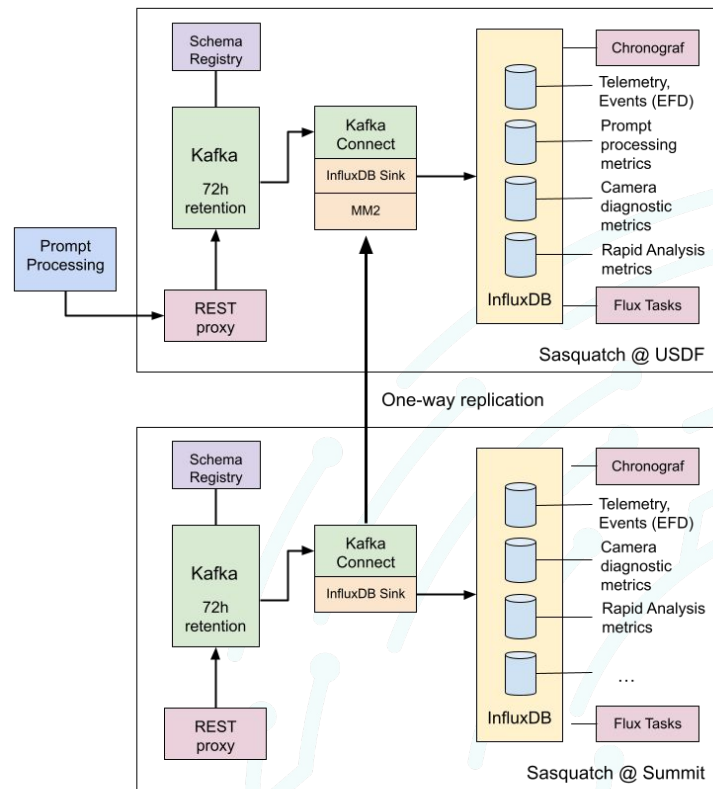 Schema
Registry
Chronograf
Telemetry,
Events (EFD)
Kafka
72h
retention
Kafka
Connect
InfluxDB Sink
MM2
Prompt
processing
metrics
Camera
diagnostic
metrics
Rapid Analysis
metrics
Prompt
Processing
REST
proxy
InfluxDB
Flux Tasks
Sasquatch @ USDF
One-way replication
Schema
Registry
Chronograf
Telemetry,
Events (EFD)
Kafka
72h
retention
Kafka
Connect
InfluxDB Sink
Camera
diagnostic
metrics
Rapid Analysis
metrics
...
REST
proxy
InfluxDB
Flux Tasks
Sasquatch @ Summit